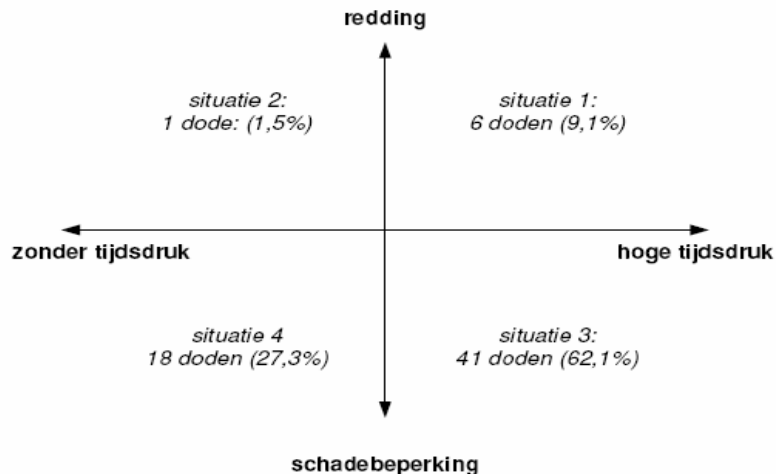 redding
situatie 2:
1 dode: (1,5%)
situatie 1:
6 doden (9,1%)
zonder tijdsdruk
hoge tijdsdruk
situatie 4
18 doden (27,3%)
situatie 3:
41 doden (62,1%)
schadebeperking